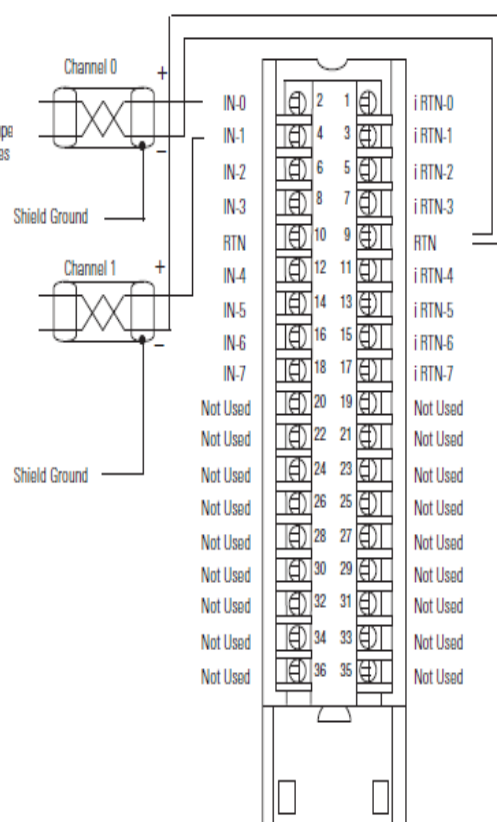 Channel 0
+
−
Shield Ground
Channel 1
+
−
Shield Ground
IN-0 2 1 i RTN-0
IN-1 4 3 i RTN-1
IN-2 6 5 i RTN-2
IN-3 8 7 i RTN-3
RTN 10 9 RTN
IN-4 12 11 i RTN-4
IN-5 14 13 i RTN-5
IN-6 16 15 i RTN-6
IN-7 18 17 i RTN-7
Not Used 20 19 Not Used
Not Used 22 21 Not Used
Not Used 24 23 Not Used
Not Used 26 25 Not Used
Not Used 28 27 Not Used
Not Used 30 29 Not Used
Not Used 32 31 Not Used
Not Used 34 33 Not Used
Not Used 36 35 Not Used